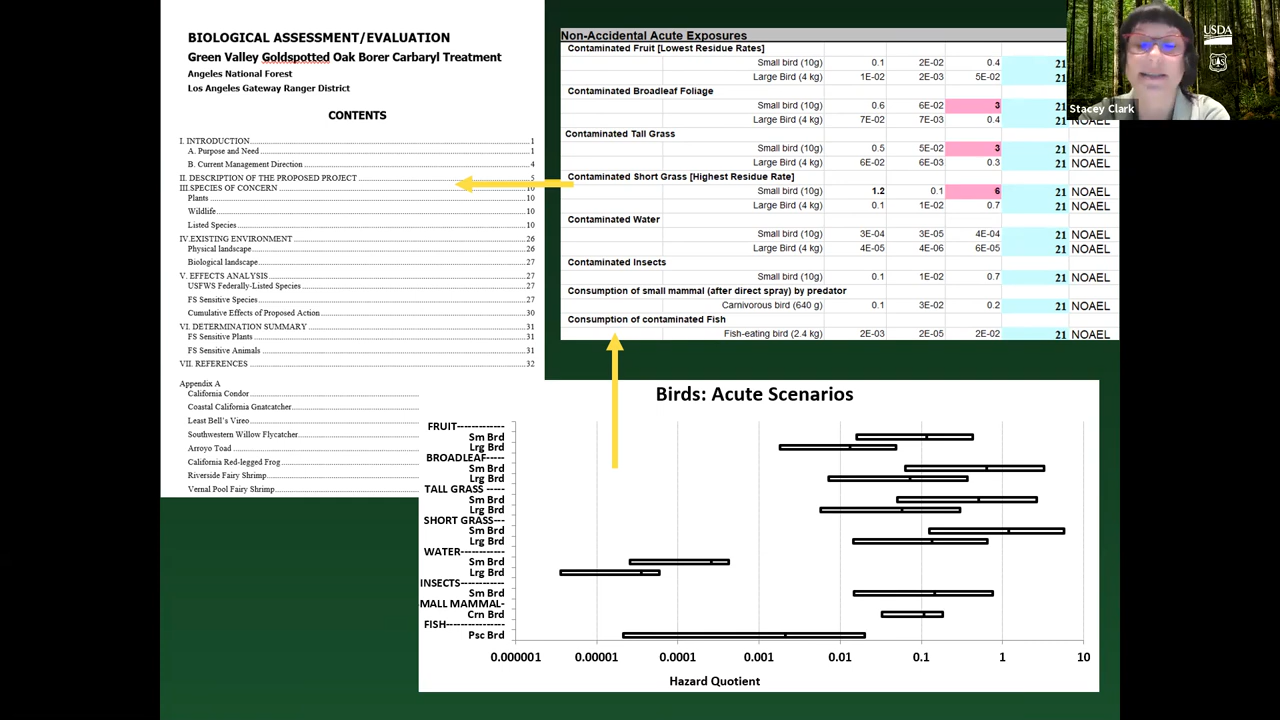 BIOLOGICAL ASSESSMENT/EVALUATION
Green Valley Goldspotted Oak Borer Carbaryl Treatment
Angeles National Forest
Los Angeles Gateway Ranger District
CONTENTS
I. INTRODUCTION 1
A. Purpose and Need 1
B. Current Management Direction 4
II. DESCRIPTION OF THE PROPOSED PROJECT 5
III. SPECIES OF CONCERN 10
Plants 10
Wildlife 10
Listed Species 10
IV. EXISTING ENVIRONMENT 26
Physical landscape 26
Biological landscape 27
V. EFFECTS ANALYSIS 27
USFWS Federally-Listed Species 27
FS Sensitive Species 27
Cumulative Effects of Proposed Action 30
VI. DETERMINATION SUMMARY 31
FS Sensitive Plants 31
FS Sensitive Animals 31
VII. REFERENCES 32
Appendix A
California Condor
Coastal California Gnatcatcher
Least Bell's Vireo
Southwestern Willow Flycatcher
Arroyo Toad
California Red-legged Frog
Riverside Fairy Shrimp
Vernal Pool Fairy Shrimp
Non-Accidental Acute Exposures
Contaminated Fruit [Lowest Residue Rates]
Small bird (10g) 0.1 2E-02 0.4 21
Large Bird (4 kg) 1E-02 2E-03 5E-02 21
Contaminated Broadleaf Foliage
Small bird (10g) 0.6 6E-02 3 21
Large Bird (4 kg) 7E-02 7E-03 0.4 21 NOAEL
Contaminated Tall Grass
Small bird (10g) 0.5 5E-02 3 21 NOAEL
Large Bird (4 kg) 6E-02 6E-03 0.3 21 NOAEL
Contaminated Short Grass [Highest Residue Rate]
Small bird (10g) 1.2 0.1 6 21 NOAEL
Large Bird (4 kg) 0.1 1E-02 0.7 21 NOAEL
Contaminated Water
Small bird (10g) 3E-04 3E-05 4E-04 21 NOAEL
Large Bird (4 kg) 4E-05 4E-06 6E-05 21 NOAEL
Contaminated Insects
Small bird (10g) 0.1 1E-02 0.7 21 NOAEL
Consumption of small mammal (after direct spray) by predator
Carnivorous bird (640 g) 0.1 3E-02 0.2 21 NOAEL
Consumption of contaminated Fish
Fish-eating bird (2.4 kg) 2E-03 2E-05 2E-02 21 NOAEL
USDA
Stacey Clark
Birds: Acute Scenarios
FRUIT-------------
Sm Brd
Lrg Brd
BROADLEAF-----
Sm Brd
Lrg Brd
TALL GRASS -----
Sm Brd
Lrg Brd
SHORT GRASS---
Sm Brd
Lrg Brd
WATER-----------
Sm Brd
Lrg Brd
INSECTS-----------
Sm Brd
MALL MAMMAL-
Crn Brd
FISH---------------
Psc Brd
0.000001 0.00001 0.0001 0.001 0.01 0.1 1 10
Hazard Quotient